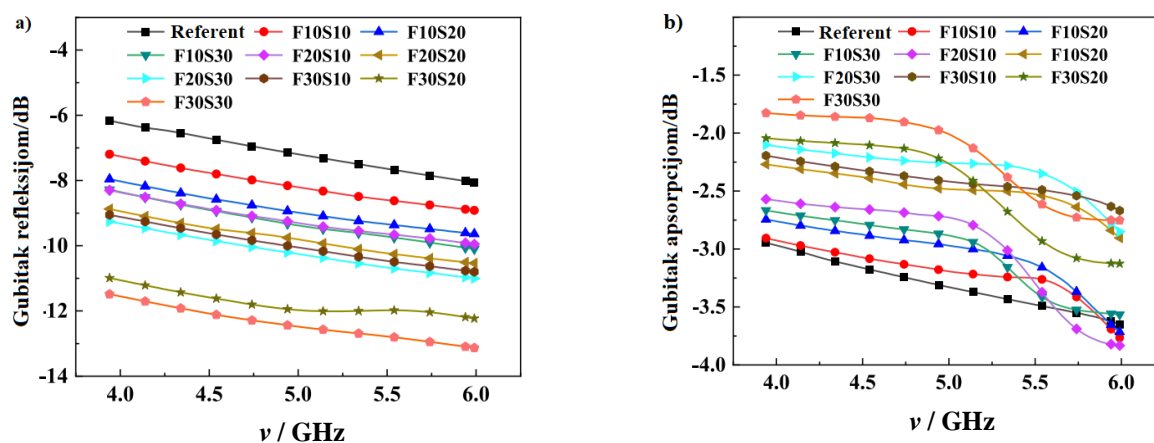 a)
Referent F10S10 F10S20
F10S30 F20S10 F20S20
F20S30 F30S10 F30S20
F30S30
Gubitak refleksijom/dB
-4
-6
-8
-10
-12
-14
4.0 4.5 5.0 5.5 6.0
v / GHz
b)
Referent F10S10 F10S20
F10S30 F20S10 F10S20
F20S30 F30S10 F30S20
F30S30
Gubitak apsorpcijom/dB
-1.5
-2.0
-2.5
-3.0
-3.5
-4.0
4.0 4.5 5.0 5.5 6.0
v / GHz